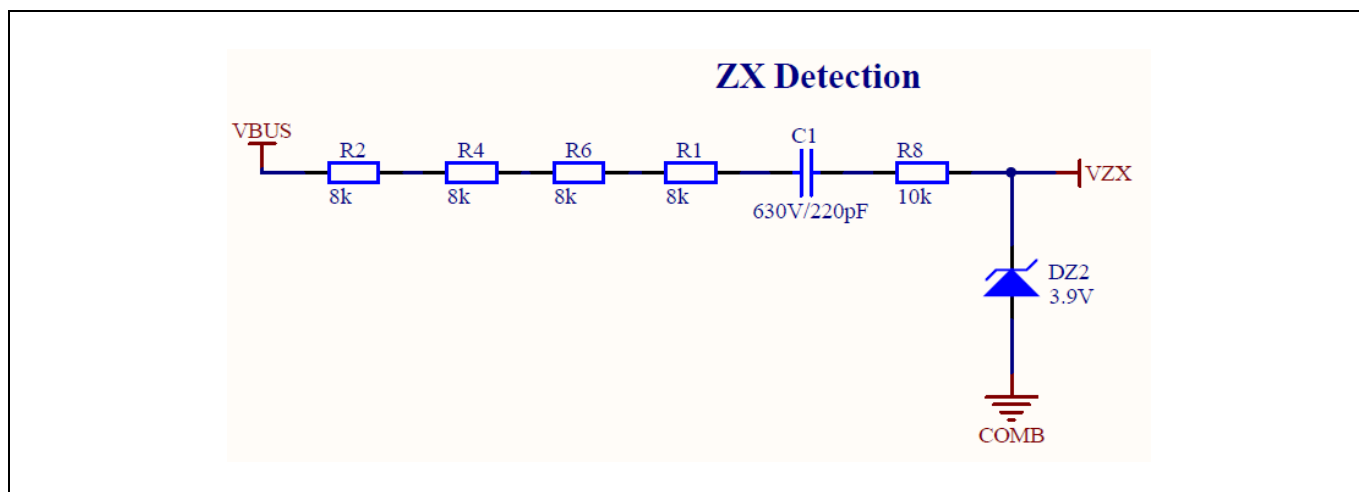 ZX Detection
VBUS
R2
R4
R6
R1
C1
R8
8k
8k
8k
8k
630V/220pF
10k
VZX
DZ2
3.9V
COMB